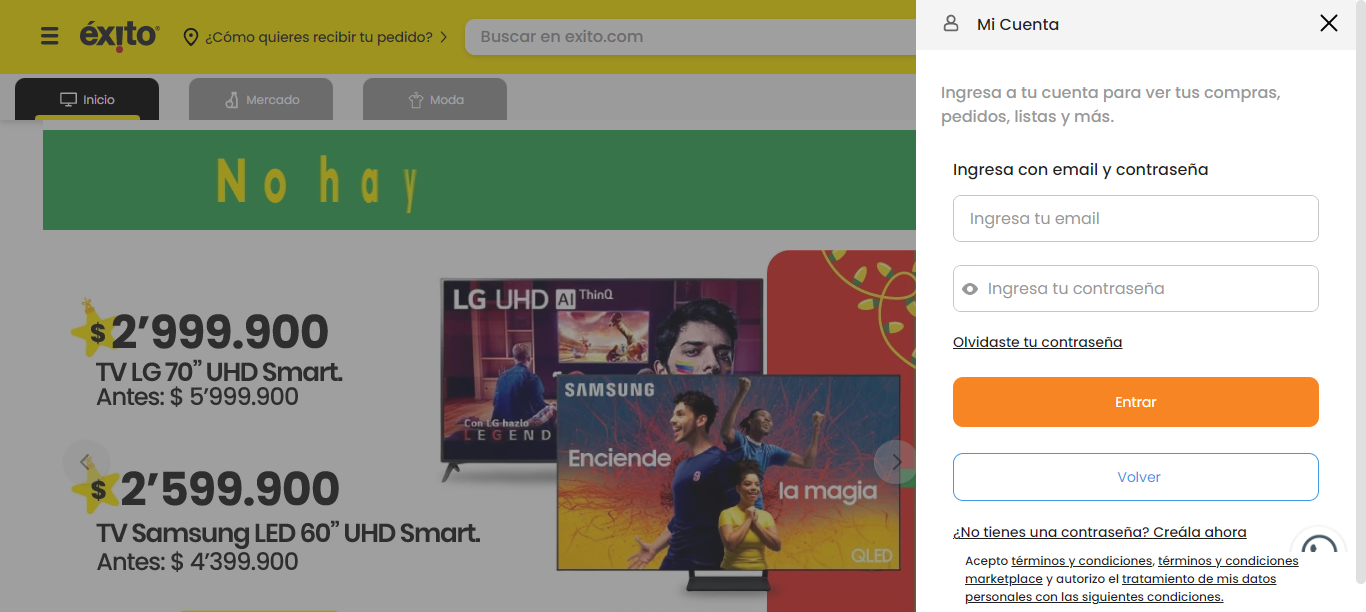 éxito
¿Cómo quieres recibir tu pedido?
Buscar en exito.com
Inicio
Mercado
Moda
No hay
$2’999.900
TV LG 70” UHD Smart.
Antes: $ 5’999.900
$2’599.900
TV Samsung LED 60” UHD Smart.
Antes: $ 4’399.900
LG UHD AI ThinQ
Con LG hazlo
LEGEND
SAMSUNG
Enciende
la magia
QLED
Mi Cuenta
Ingresa a tu cuenta para ver tus compras,
pedidos, listas y más.
Ingresa con email y contraseña
Ingresa tu email
Ingresa tu contraseña
Olvidaste tu contraseña
Entrar
Volver
¿No tienes una contraseña? Creála ahora
Acepto términos y condiciones, términos y condiciones
marketplace y autorizo el tratamiento de mis datos
personales con las siguientes condiciones.